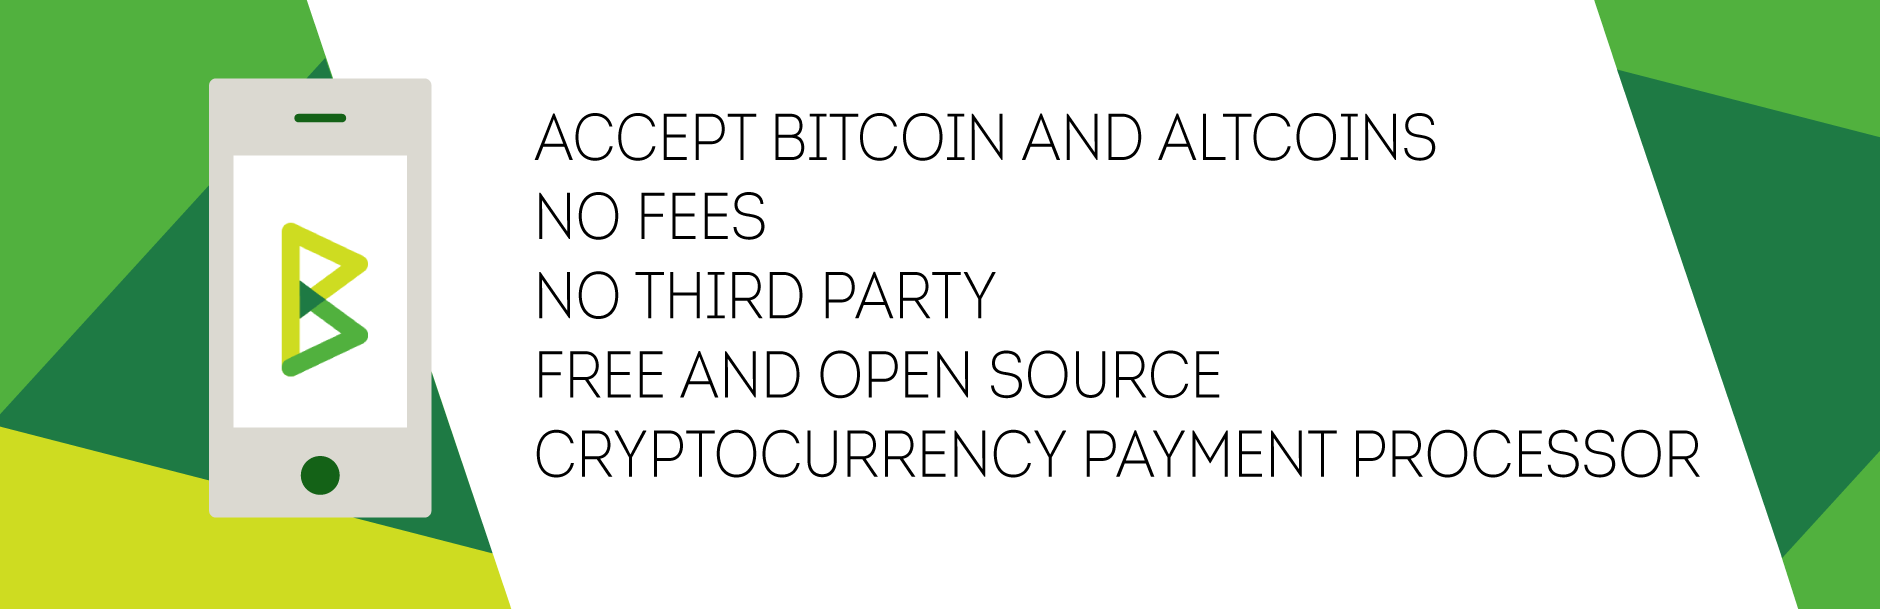 ACCEPT BITCOIN AND ALTCOINS
NO FEES
NO THIRD PARTY
FREE AND OPEN SOURCE
CRYPTOCURRENCY PAYMENT PROCESSOR